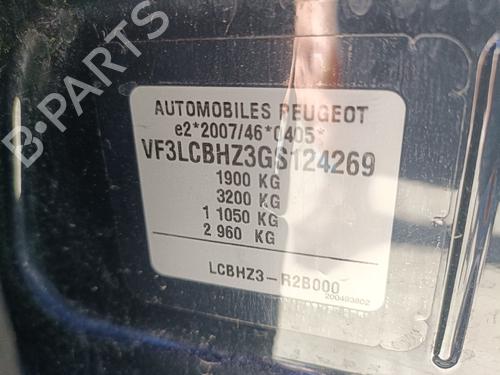 AUTOMOBILES PEUGEOT
e2*2007/46*0405*
VF3LCBHZ3GS124269
1900 KG
3200 KG
1 1050 KG
2 960 KG
LCBHZ3-R2B000
200493802